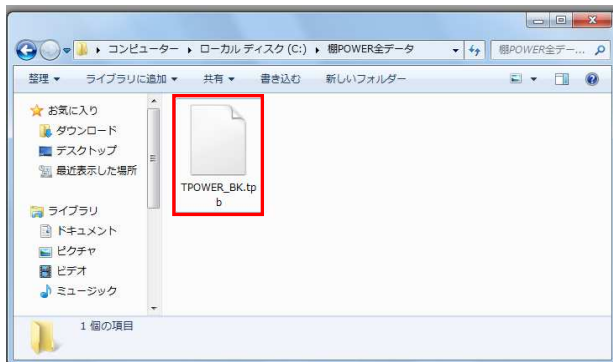 コンピューター ▸ ローカル ディスク (C:) ▸ 棚POWER全データ
棚POWER全デー...
整理 ライブラリに追加 共有 書き込む 新しいフォルダー
お気に入り
ダウンロード
デスクトップ
最近表示した場所
ライブラリ
ドキュメント
ピクチャ
ビデオ
ミュージック
TPOWER_BK.tp
b
1 個の項目